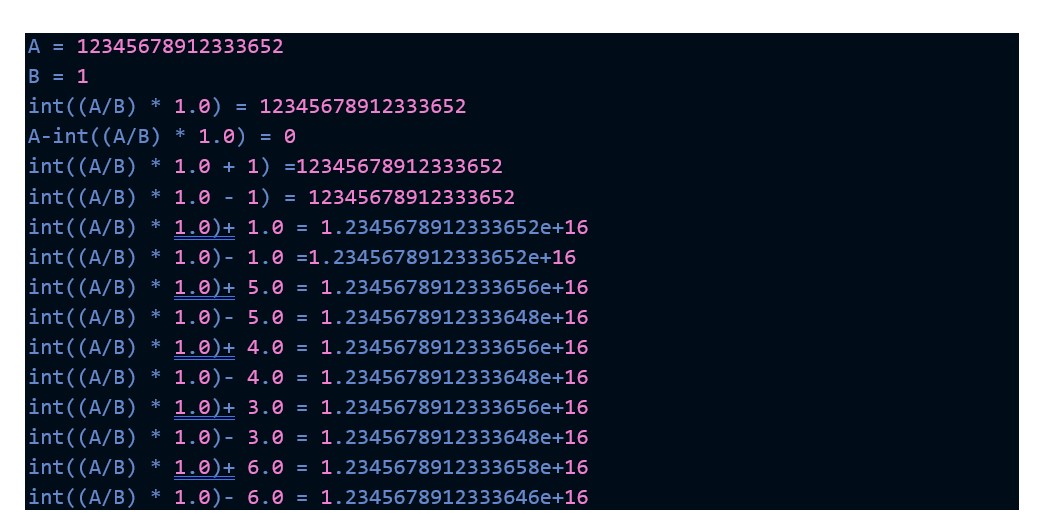 A = 12345678912333652
B = 1
int((A/B) * 1.0) = 12345678912333652
A-int((A/B) * 1.0) = 0
int((A/B) * 1.0 + 1) =12345678912333652
int((A/B) * 1.0 - 1) = 12345678912333652
int((A/B) * 1.0)+ 1.0 = 1.2345678912333652e+16
int((A/B) * 1.0)- 1.0 =1.2345678912333652e+16
int((A/B) * 1.0)+ 5.0 = 1.2345678912333656e+16
int((A/B) * 1.0)- 5.0 = 1.2345678912333648e+16
int((A/B) * 1.0)+ 4.0 = 1.2345678912333656e+16
int((A/B) * 1.0)- 4.0 = 1.2345678912333648e+16
int((A/B) * 1.0)+ 3.0 = 1.2345678912333656e+16
int((A/B) * 1.0)- 3.0 = 1.2345678912333648e+16
int((A/B) * 1.0)+ 6.0 = 1.2345678912333658e+16
int((A/B) * 1.0)- 6.0 = 1.2345678912333646e+16